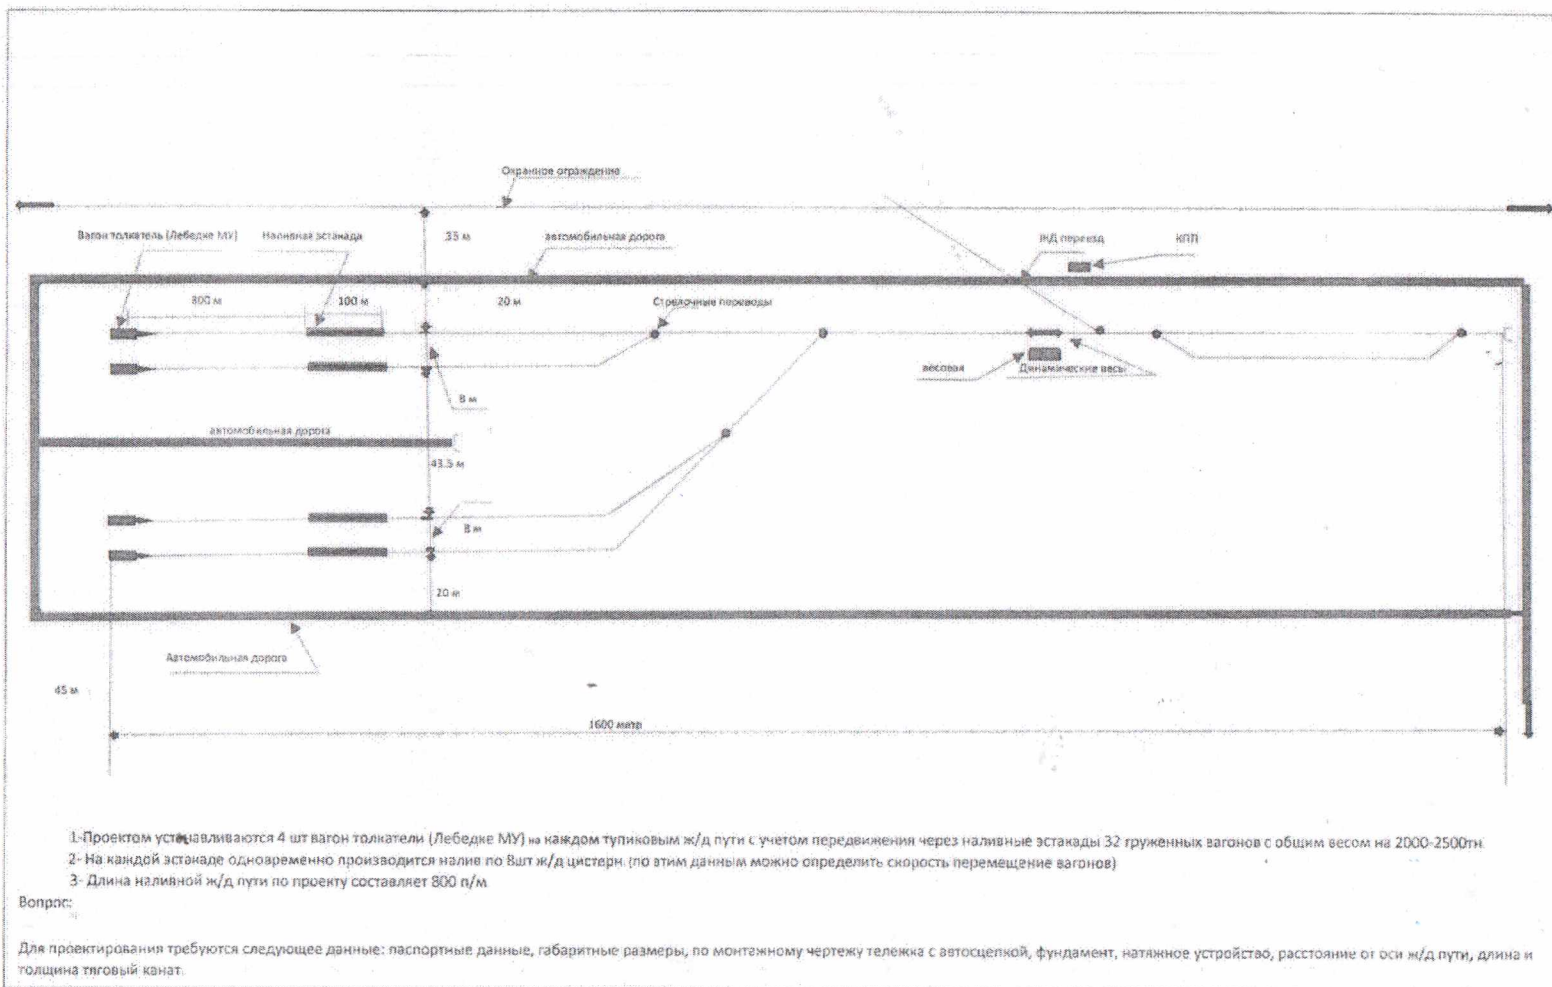 Охранное ограждение
Вагон толкатель (Лебедке МУ)
Наливная эстакада
35 м
автомобильная дорога
ЖД переезд
КПП
800 м
100 м
20 м
Стрелочные переводы
весовая
Динамические весы
8 м
автомобильная дорога
43.5 м
8 м
20 м
Автомобильная дорога
45 м
1600 метр
1-Проектом устанавливаются 4 шт вагон толкатели (Лебедке МУ) на каждом тупиковым ж/д пути с учетом передвижения через наливные эстакады 32 груженных вагонов с общим весом на 2000-2500тн
2- На каждой эстакаде одновременно производится налив по 8шт ж/д цистерн. (по этим данным можно определить скорость перемещение вагонов)
3- Длина наливной ж/д пути по проекту составляет 800 п/м
Вопрос:
Для проектирования требуются следующее данные: паспортные данные, габаритные размеры, по монтажному чертежу тележка с автосцепкой, фундамент, натяжное устройство, расстояние от оси ж/д пути, длина и
толщина тяговый канат.